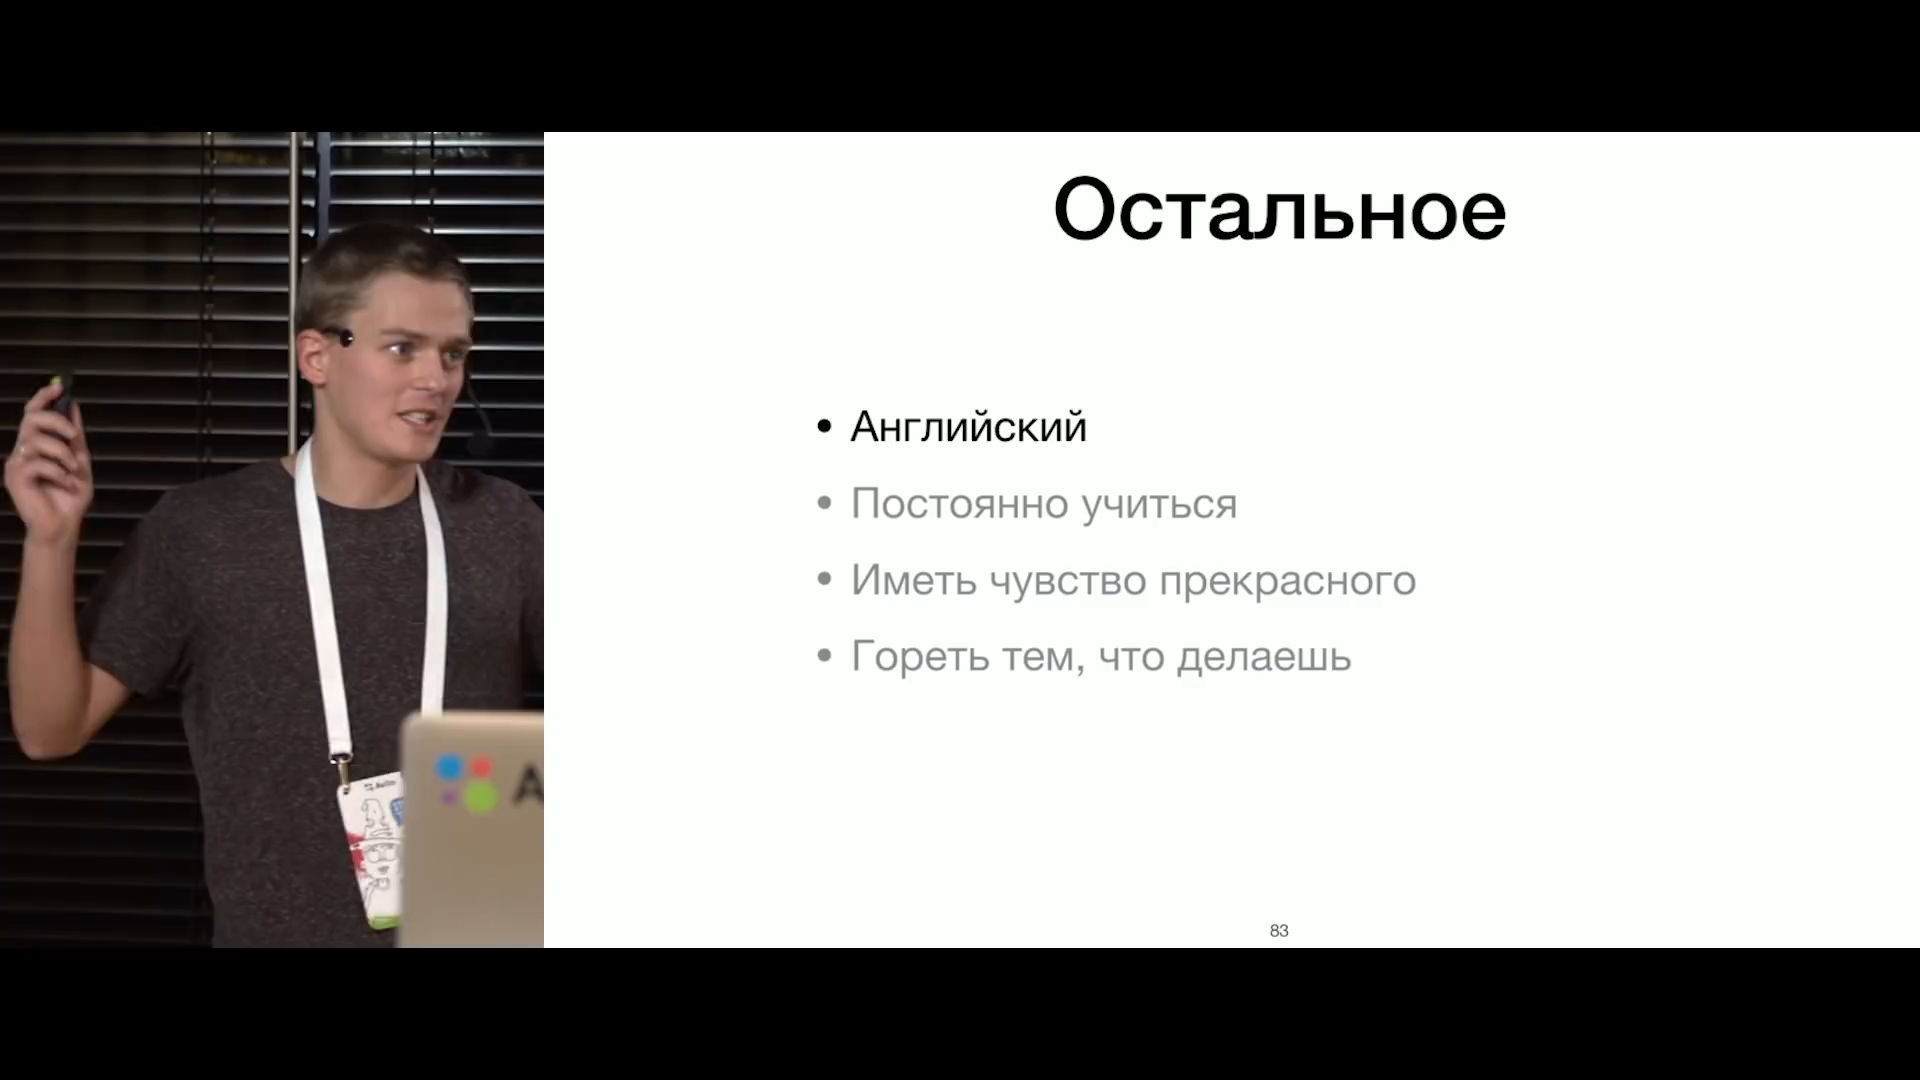 Остальное
• Английский
• Постоянно учиться
• Иметь чувство прекрасного
• Гореть тем, что делаешь
83
A